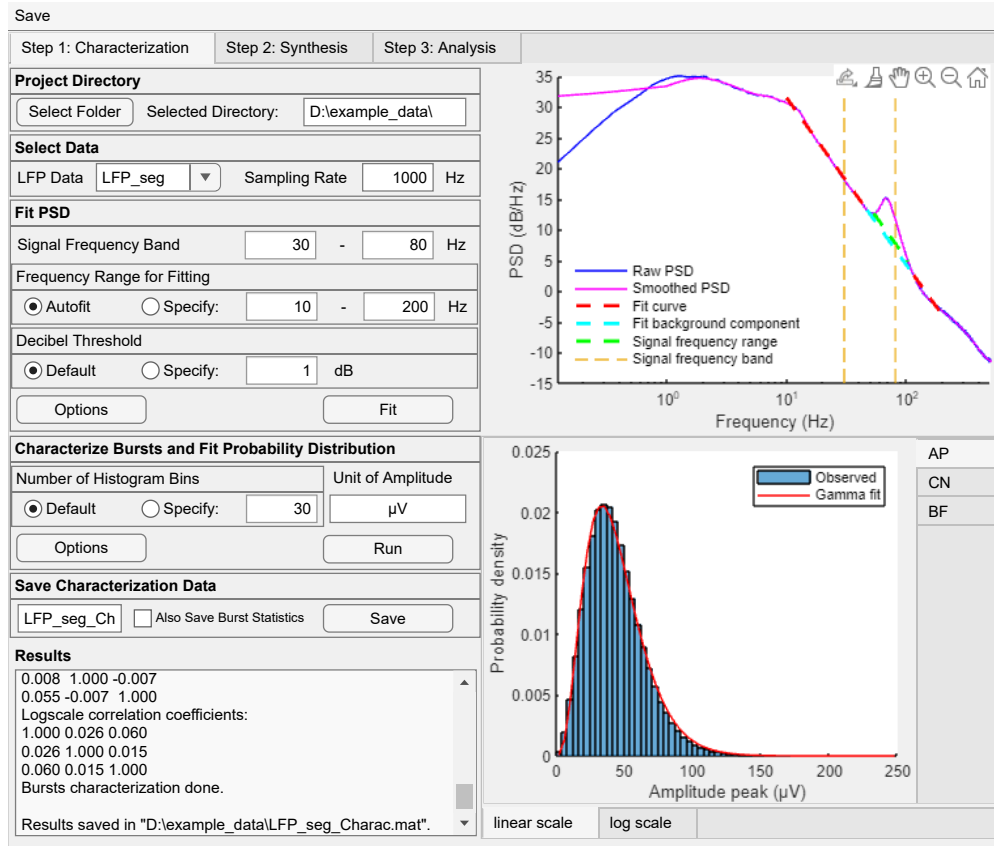 Save
Step 1: Characterization
Step 2: Synthesis
Step 3: Analysis
Project Directory
Select Folder
Selected Directory:
D:\example_data\
Select Data
LFP Data
LFP_seg
Sampling Rate
1000
Hz
Fit PSD
Signal Frequency Band
30
-
80
Hz
Frequency Range for Fitting
Autofit
Specify:
10
-
200
Hz
Decibel Threshold
Default
Specify:
1
dB
Options
Fit
Characterize Bursts and Fit Probability Distribution
Number of Histogram Bins
Unit of Amplitude
Default
Specify:
30
µV
Options
Run
Save Characterization Data
LFP_seg_Ch
Also Save Burst Statistics
Save
Results
0.008 1.000 -0.007
0.055 -0.007 1.000
Logscale correlation coefficients:
1.000 0.026 0.060
0.026 1.000 0.015
0.060 0.015 1.000
Bursts characterization done.
Results saved in "D:\example_data\LFP_seg_Charac.mat".
PSD (dB/Hz)
35
30
25
20
15
10
5
0
-5
-10
-15
Raw PSD
Smoothed PSD
Fit curve
Fit background component
Signal frequency range
Signal frequency band
10⁰
10¹
10²
Frequency (Hz)
Probability density
0.025
0.02
0.015
0.01
0.005
0
Observed
Gamma fit
0
50
100
150
200
250
Amplitude peak (µV)
AP
CN
BF
linear scale
log scale